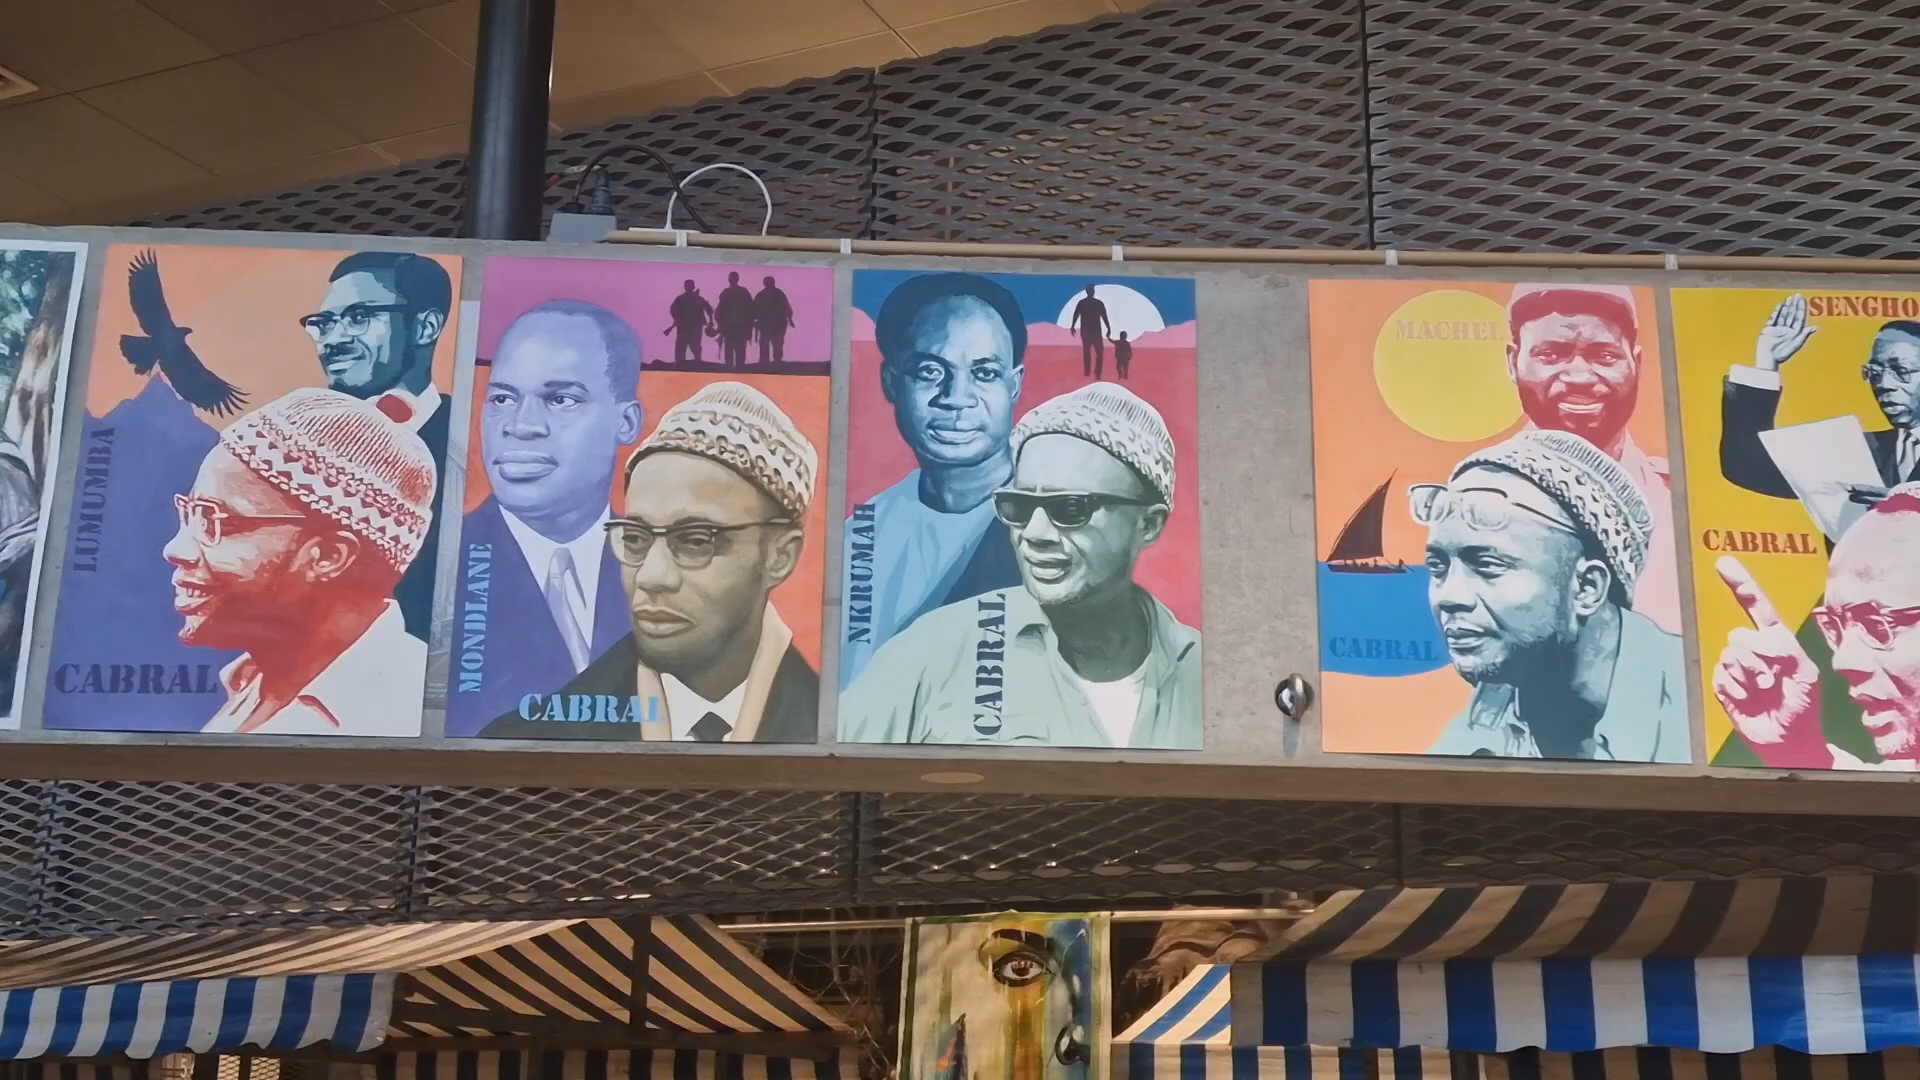 LUMUMBA
CABRAL
MONDLANE
CABRAL
NKRUMAH
CABRAL
MACHEL
CABRAL
SENGHO
CABRAL